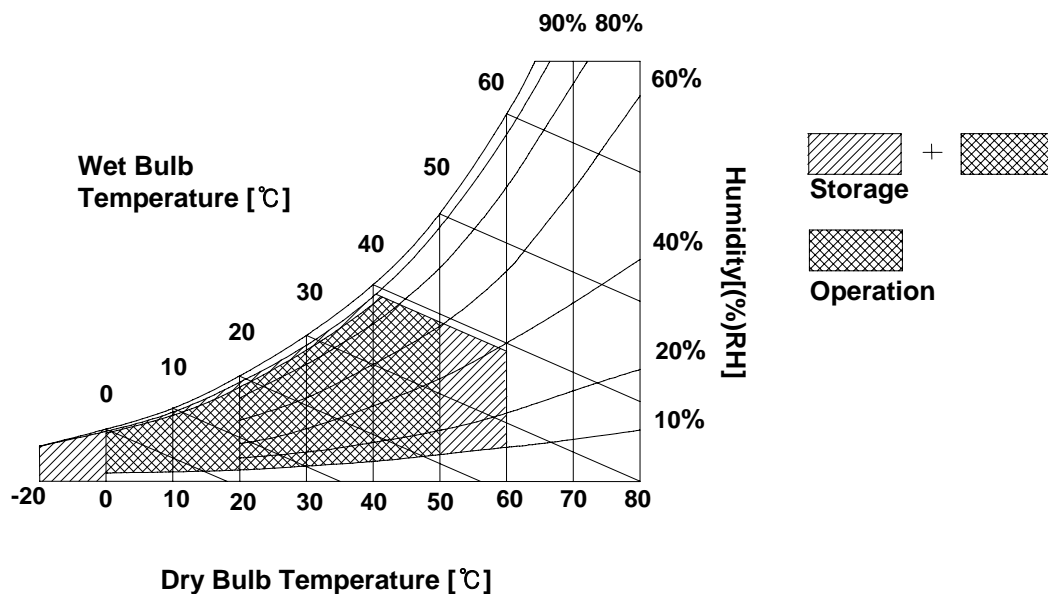 90% 80%
60
60%
50
Wet Bulb
Temperature [℃]
+
Storage
40
40%
Humidity[(%)RH]
30
Operation
20
20%
10
10%
0
-20 0 10 20 30 40 50 60 70 80
Dry Bulb Temperature [℃]